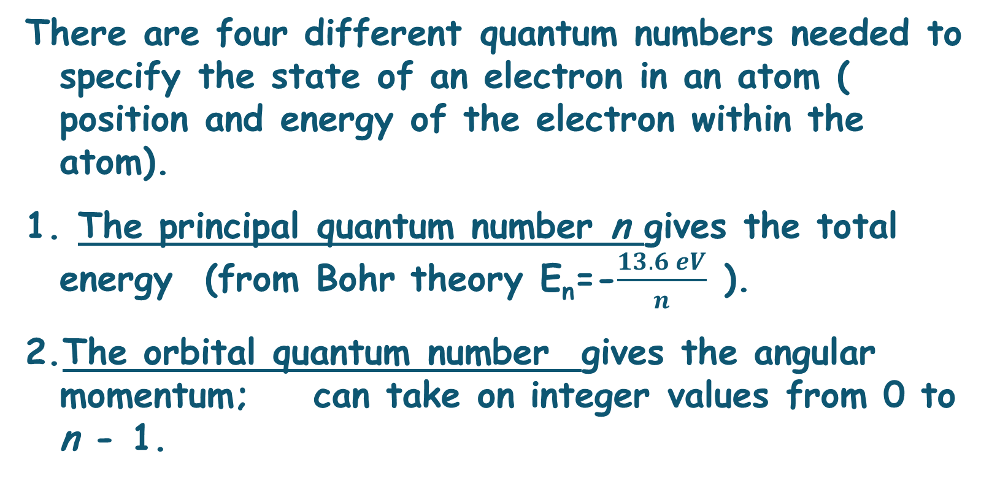 There are four different quantum numbers needed to
specify the state of an electron in an atom (
position and energy of the electron within the
atom).
1. The principal quantum number n gives the total
energy (from Bohr theory Eₙ=-13.6 eV/n ).
2.The orbital quantum number gives the angular
momentum; can take on integer values from 0 to
n - 1.